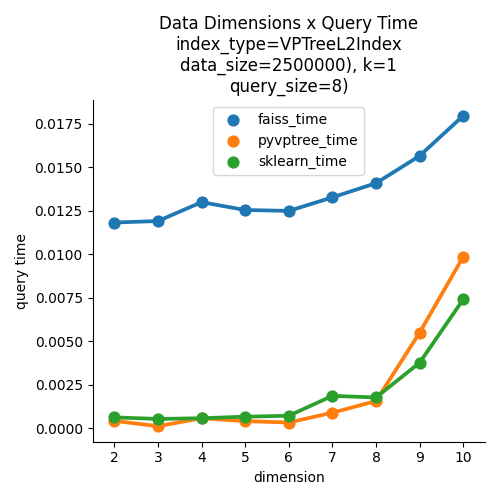 Data Dimensions x Query Time
index_type=VPTreeL2Index
data_size=2500000), k=1
query_size=8)
faiss_time
pyvptree_time
sklearn_time
0.0175
0.0150
0.0125
0.0100
0.0075
0.0050
0.0025
0.0000
query time
2 3 4 5 6 7 8 9 10
dimension